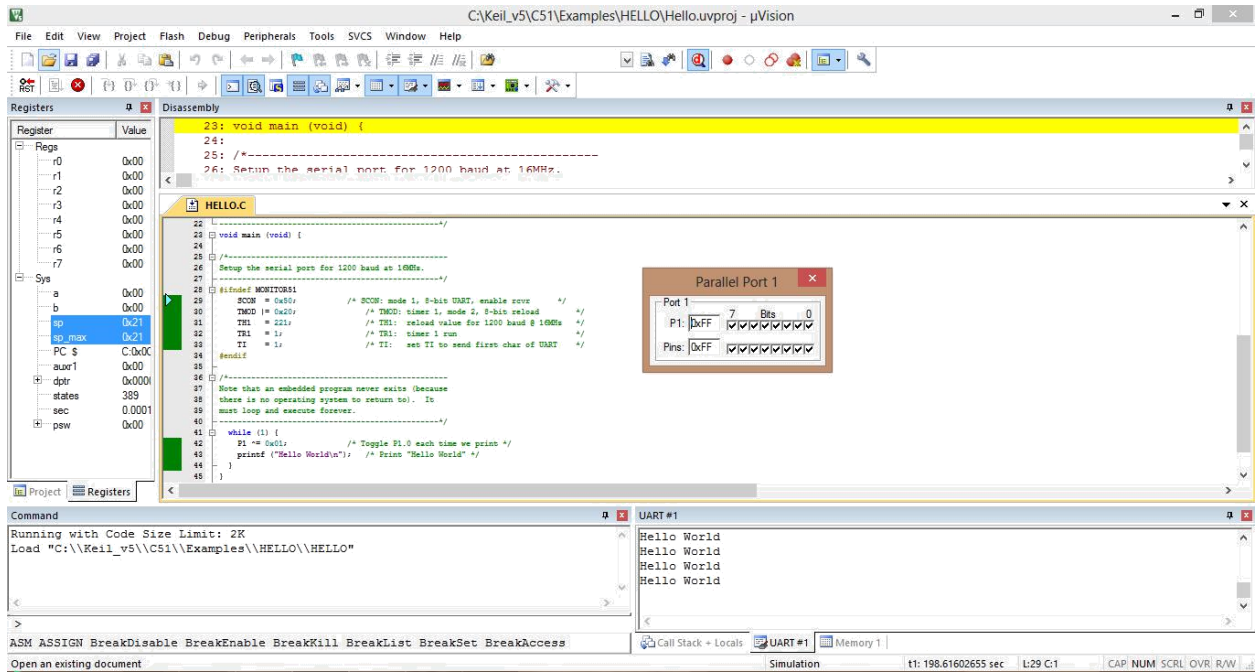 C:\Keil_v5\C51\Examples\HELLO\Hello.uvproj - µVision
File Edit View Project Flash Debug Peripherals Tools SVCS Window Help
RST
Registers
Register Value
Regs
r0 0x00
r1 0x00
r2 0x00
r3 0x00
r4 0x00
r5 0x00
r6 0x00
r7 0x00
Sys
a 0x00
b 0x00
sp 0x21
sp_max 0x21
PC $ C:0x0C
auxr1 0x00
dptr 0x000
states 389
sec 0.0001
psw 0x00
Project Registers
Disassembly
23: void main (void) {
24:
25: /*------------------------------------------------
26: Setup the serial port for 1200 baud at 16MHz.
HELLO.C
22 ------------------------------------------------*/
23 void main (void) {
24
25 /*------------------------------------------------
26 Setup the serial port for 1200 baud at 16MHz.
27 ------------------------------------------------*/
28 #ifndef MONITOR51
29 SCON = 0x50; /* SCON: mode 1, 8-bit UART, enable rcvr */
30 TMOD |= 0x20; /* TMOD: timer 1, mode 2, 8-bit reload */
31 TH1 = 221; /* TH1: reload value for 1200 baud @ 16MHz */
32 TR1 = 1; /* TR1: timer 1 run */
33 TI = 1; /* TI: set TI to send first char of UART */
34 #endif
35
36 /*------------------------------------------------
37 Note that an embedded program never exits (because
38 there is no operating system to return to). It
39 must loop and execute forever.
40 ------------------------------------------------*/
41 while (1) {
42 P1 ^= 0x01; /* Toggle P1.0 each time we print */
43 printf ("Hello World\n"); /* Print "Hello World" */
44 }
45 }
Parallel Port 1
Port 1
7 Bits 0
P1: 0xFF
Pins: 0xFF
Command
Running with Code Size Limit: 2K
Load "C:\\Keil_v5\\C51\\Examples\\HELLO\\HELLO"
>
ASM ASSIGN BreakDisable BreakEnable BreakKill BreakList BreakSet BreakAccess
UART #1
Hello World
Hello World
Hello World
Hello World
Call Stack + Locals UART #1 Memory 1
Open an existing document Simulation t1: 198.61602655 sec L:29 C:1 CAP NUM SCRL OVR R/W